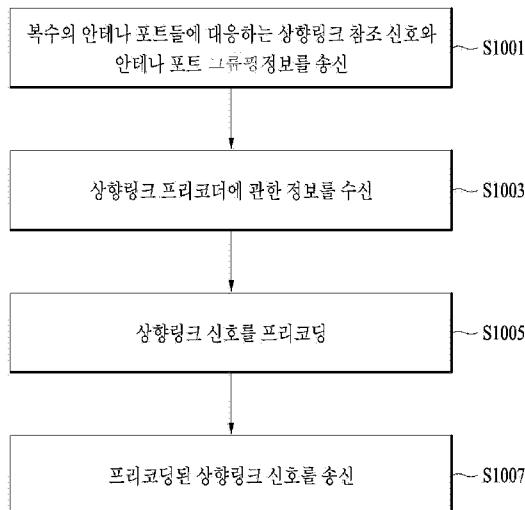 복수의 안테나 포트들에 대응하는 상향링크 참조 신호와
안테나 포트 그룹핑 정보를 송신
S1001
상향링크 프리코더에 관한 정보를 수신
S1003
상향링크 신호를 프리코딩
S1005
프리코딩된 상향링크 신호를 송신
S1007